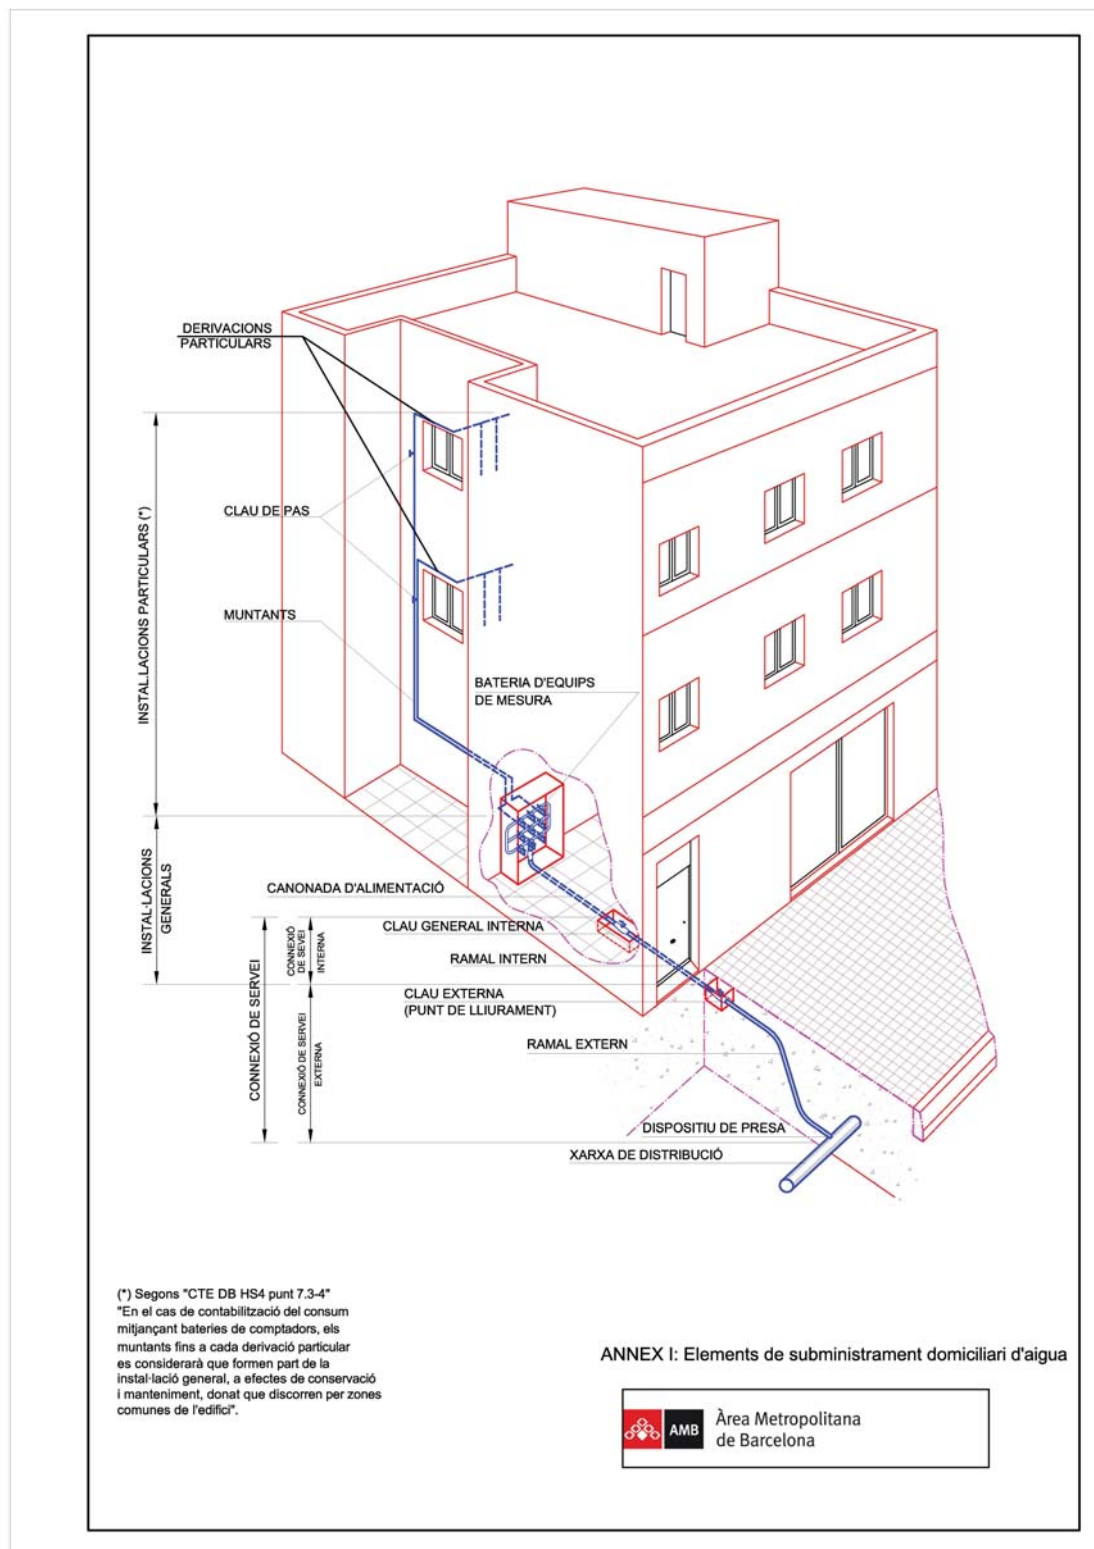 DERIVACIONS
PARTICULARS
CLAU DE PAS
MUNTANTS
BATERIA D'EQUIPS
DE MESURA
INSTAL.LACIONS PARTICULARS (*)
INSTAL·LACIONS
GENERALS
CANONADA D'ALIMENTACIÓ
CLAU GENERAL INTERNA
RAMAL INTERN
CLAU EXTERNA
(PUNT DE LLIURAMENT)
RAMAL EXTERN
CONNEXIÓ DE SERVEI
CONNEXIÓ
DE SEVEI
INTERNA
CONNEXIÓ DE SERVEI
EXTERNA
DISPOSITIU DE PRESA
XARXA DE DISTRIBUCIÓ
(*) Segons "CTE DB HS4 punt 7.3-4"
"En el cas de contabilització del consum
mitjançant bateries de comptadors, els
muntants fins a cada derivació particular
es considerarà que formen part de la
instal·lació general, a efectes de conservació
i manteniment, donat que discorren per zones
comunes de l'edifici".
ANNEX I: Elements de subministrament domiciliari d'aigua
AMB
Àrea Metropolitana
de Barcelona